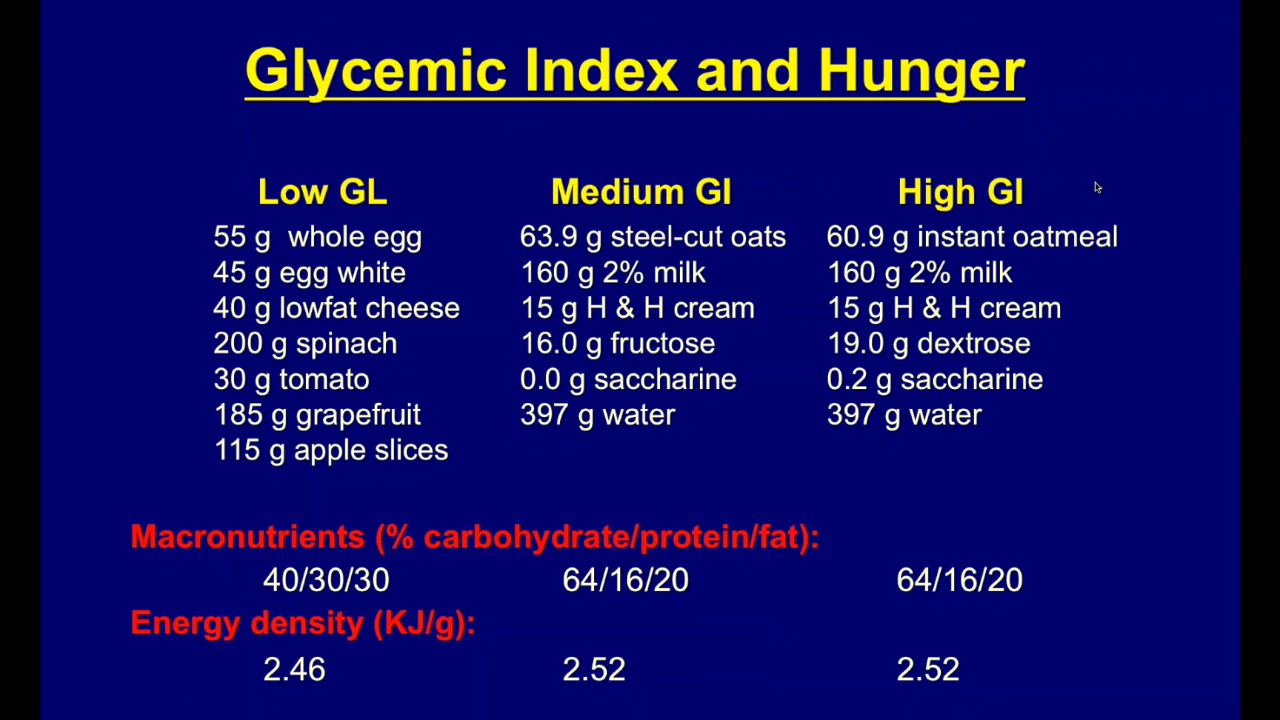 Glycemic Index and Hunger
Low GL
55 g whole egg
45 g egg white
40 g lowfat cheese
200 g spinach
30 g tomato
185 g grapefruit
115 g apple slices
Medium GI
63.9 g steel-cut oats
160 g 2% milk
15 g H & H cream
16.0 g fructose
0.0 g saccharine
397 g water
High GI
60.9 g instant oatmeal
160 g 2% milk
15 g H & H cream
19.0 g dextrose
0.2 g saccharine
397 g water
Macronutrients (% carbohydrate/protein/fat):
40/30/30 64/16/20 64/16/20
Energy density (KJ/g):
2.46 2.52 2.52